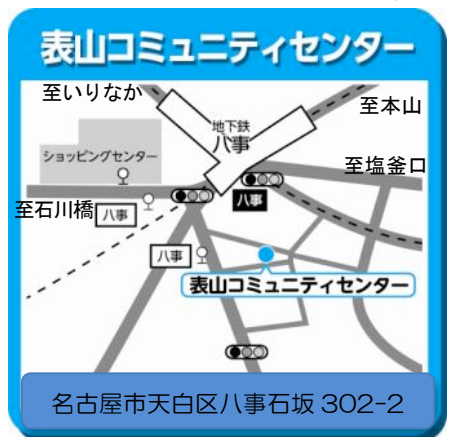 表山コミュニティセンター
至いりなか
至本山
地下鉄
八事
ショッピングセンター
至塩釜口
八事
至石川橋
八事
八事
表山コミュニティセンター
名古屋市天白区八事石坂 302-2